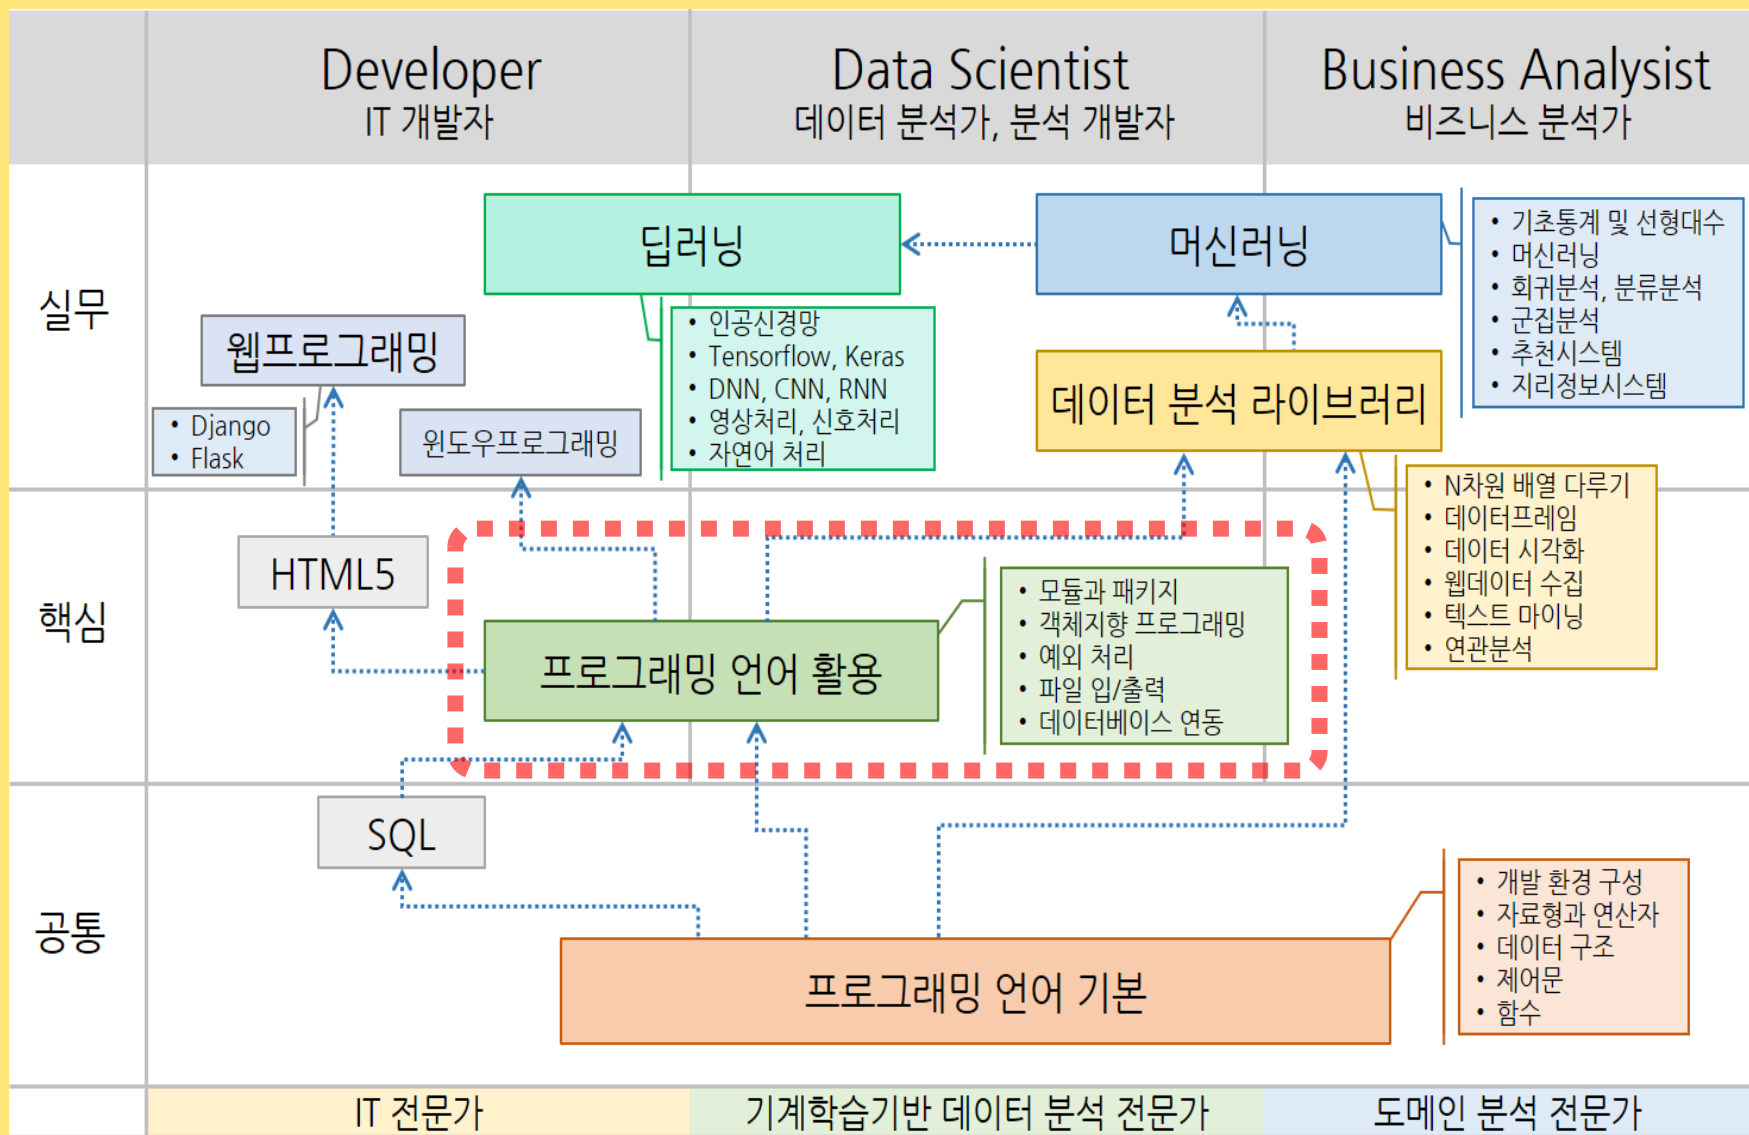 Developer
IT 개발자
Data Scientist
데이터 분석가, 분석 개발자
Business Analysist
비즈니스 분석가
실무
딥러닝
머신러닝
• 기초통계 및 선형대수
• 머신러닝
• 회귀분석, 분류분석
• 군집분석
• 추천시스템
• 지리정보시스템
• 인공신경망
• Tensorflow, Keras
• DNN, CNN, RNN
• 영상처리, 신호처리
• 자연어 처리
웹프로그래밍
• Django
• Flask
윈도우프로그래밍
데이터 분석 라이브러리
• N차원 배열 다루기
• 데이터프레임
• 데이터 시각화
• 웹데이터 수집
• 텍스트 마이닝
• 연관분석
핵심
HTML5
프로그래밍 언어 활용
• 모듈과 패키지
• 객체지향 프로그래밍
• 예외 처리
• 파일 입/출력
• 데이터베이스 연동
공통
SQL
프로그래밍 언어 기본
• 개발 환경 구성
• 자료형과 연산자
• 데이터 구조
• 제어문
• 함수
IT 전문가
기계학습기반 데이터 분석 전문가
도메인 분석 전문가